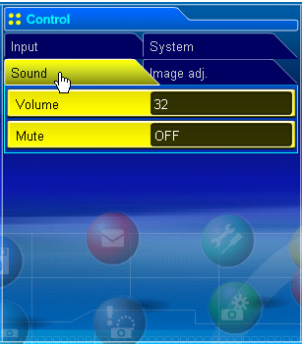 Control
Input System
Sound Image adj.
Volume 32
Mute OFF